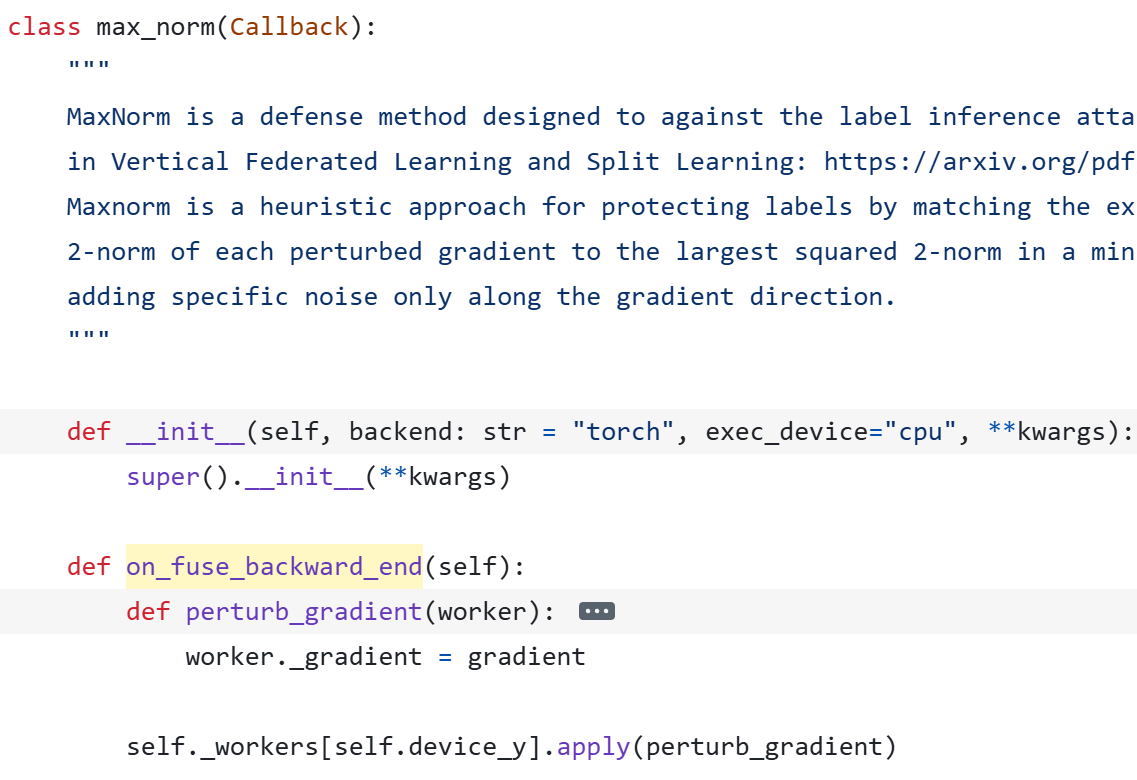 class max_norm(Callback):
    """
    MaxNorm is a defense method designed to against the label inference atta
    in Vertical Federated Learning and Split Learning: https://arxiv.org/pdf
    Maxnorm is a heuristic approach for protecting labels by matching the ex
    2-norm of each perturbed gradient to the largest squared 2-norm in a min
    adding specific noise only along the gradient direction.
    """
    def __init__(self, backend: str = "torch", exec_device="cpu", **kwargs):
        super().__init__(**kwargs)
    def on_fuse_backward_end(self):
        def perturb_gradient(worker): •••
            worker._gradient = gradient
        self._workers[self.device_y].apply(perturb_gradient)